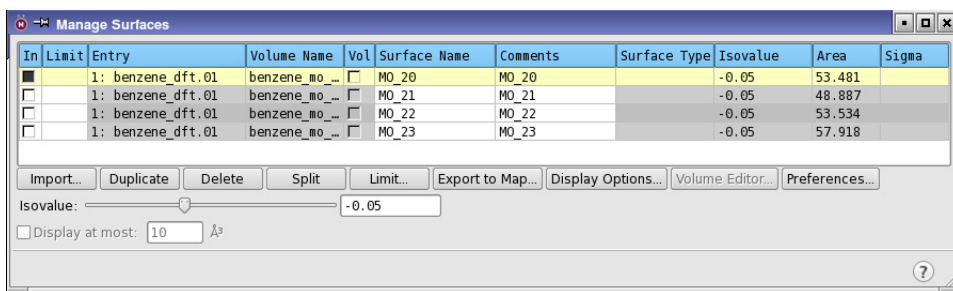 Manage Surfaces
In Limit Entry Volume Name Vol Surface Name Comments Surface Type Isovalue Area Sigma
1: benzene_dft.01 benzene_mo_… MO_20 MO_20 -0.05 53.481
1: benzene_dft.01 benzene_mo_… MO_21 MO_21 -0.05 48.887
1: benzene_dft.01 benzene_mo_… MO_22 MO_22 -0.05 53.534
1: benzene_dft.01 benzene_mo_… MO_23 MO_23 -0.05 57.918
Import... Duplicate Delete Split Limit... Export to Map... Display Options... Volume Editor... Preferences...
Isovalue: -0.05
Display at most: 10 Å³
?